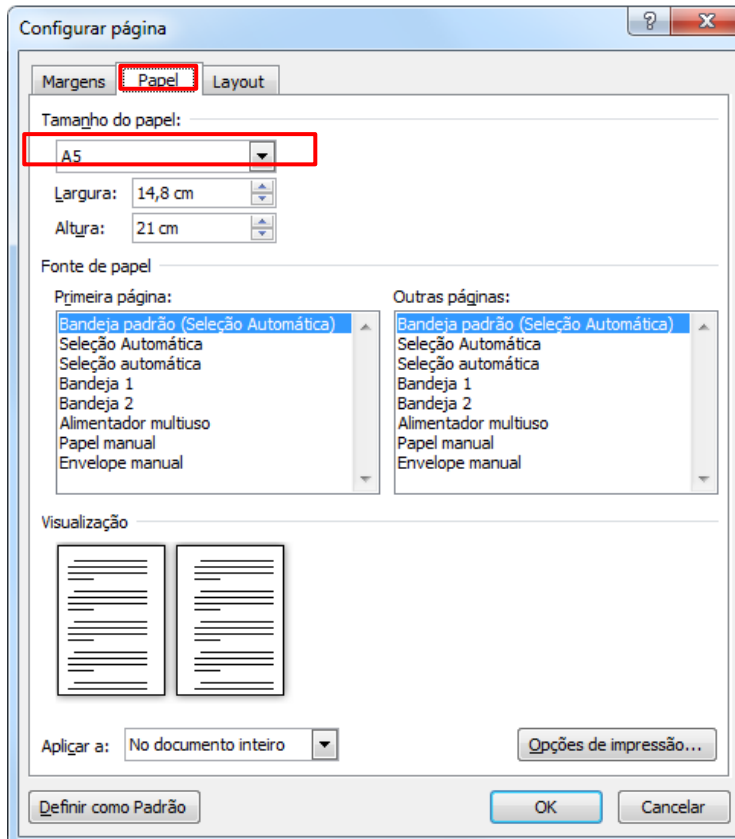 Configurar página
Margens Papel Layout
Tamanho do papel:
A5
Largura: 14,8 cm
Altura: 21 cm
Fonte de papel
Primeira página:
Bandeja padrão (Seleção Automática)
Seleção Automática
Seleção automática
Bandeja 1
Bandeja 2
Alimentador multiuso
Papel manual
Envelope manual
Outras páginas:
Bandeja padrão (Seleção Automática)
Seleção Automática
Seleção automática
Bandeja 1
Bandeja 2
Alimentador multiuso
Papel manual
Envelope manual
Visualização
Aplicar a: No documento inteiro
Opções de impressão...
Definir como Padrão
OK
Cancelar